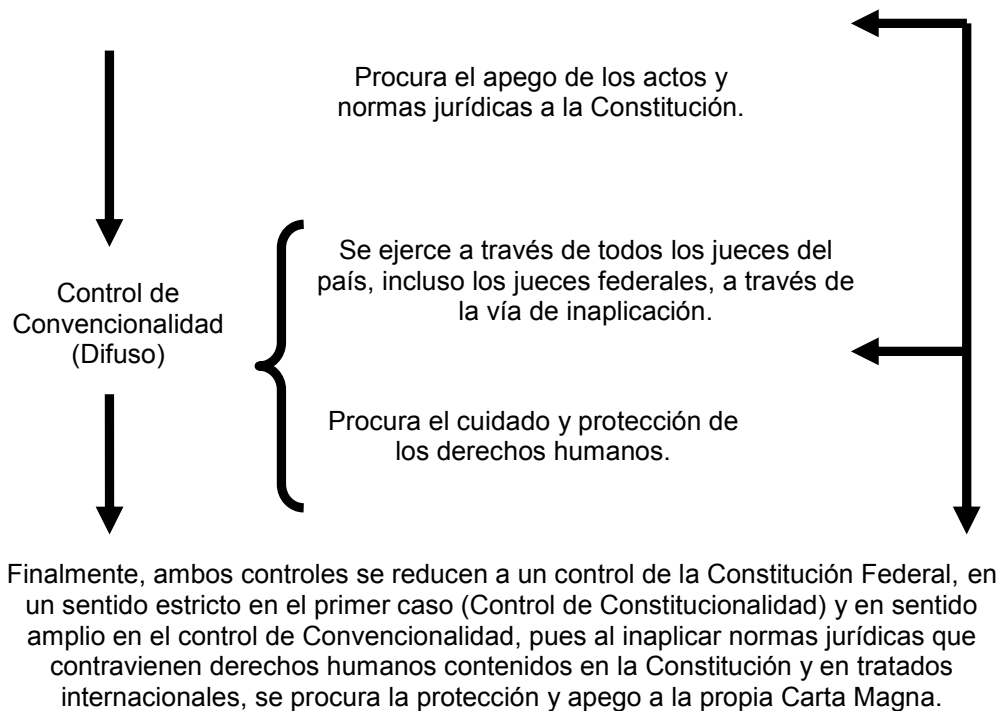 Procura el apego de los actos y
normas jurídicas a la Constitución.
Se ejerce a través de todos los jueces del
país, incluso los jueces federales, a través de
la vía de inaplicación.
Control de
Convencionalidad
(Difuso)
Procura el cuidado y protección de
los derechos humanos.
Finalmente, ambos controles se reducen a un control de la Constitución Federal, en
un sentido estricto en el primer caso (Control de Constitucionalidad) y en sentido
amplio en el control de Convencionalidad, pues al inaplicar normas jurídicas que
contravienen derechos humanos contenidos en la Constitución y en tratados
internacionales, se procura la protección y apego a la propia Carta Magna.